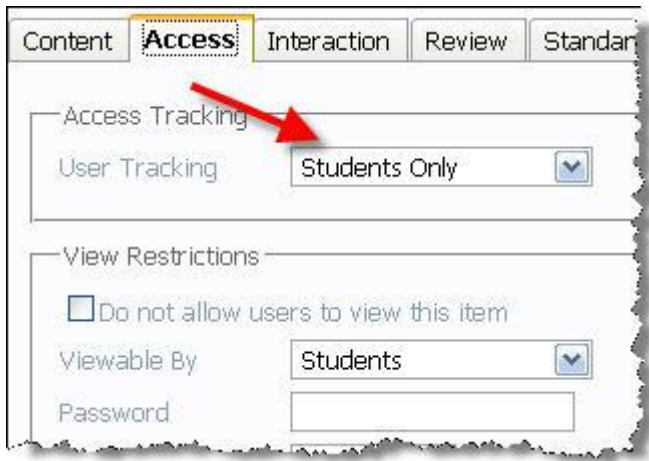 Content Access Interaction Review Standar
Access Tracking
User Tracking Students Only
View Restrictions
Do not allow users to view this item
Viewable By Students
Password